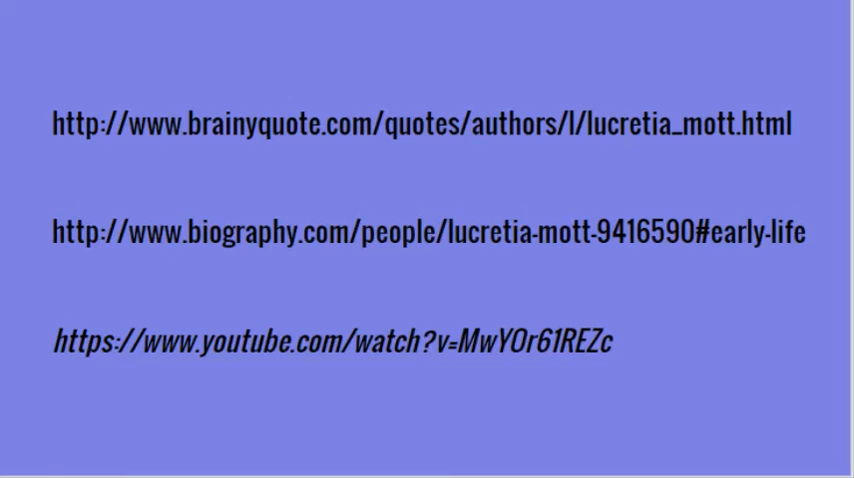 http://www.brainyquote.com/quotes/authors/l/lucretia_mott.html
http://www.biography.com/people/lucretia-mott-9416590#early-life
https://www.youtube.com/watch?v=MwYOr61REZc